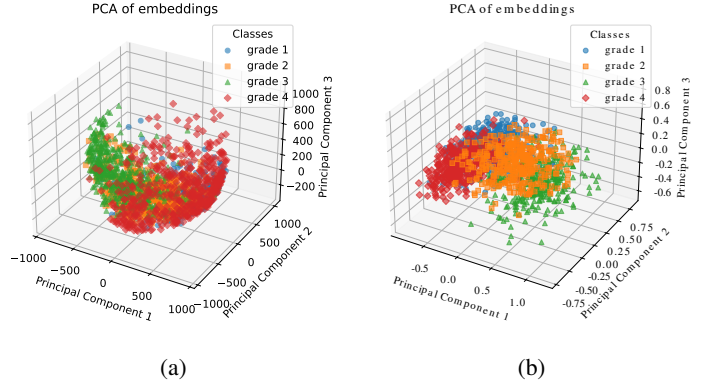 PCA of embeddings
Classes
grade 1
grade 2
grade 3
grade 4
1000
800
600
400
200
0
−200
Principal Component 3
−1000
−500
0
500
1000
Principal Component 1
−1000
−500
0
500
1000
Principal Component 2
(a)
PCA of embeddings
Classes
grade 1
grade 2
grade 3
grade 4
0.8
0.6
0.4
0.2
0.0
-0.2
-0.4
-0.6
Principal Component 3
-0.5
0.0
0.5
1.0
Principal Component 1
-0.75
-0.50
-0.25
0.00
0.25
0.50
0.75
Principal Component 2
(b)